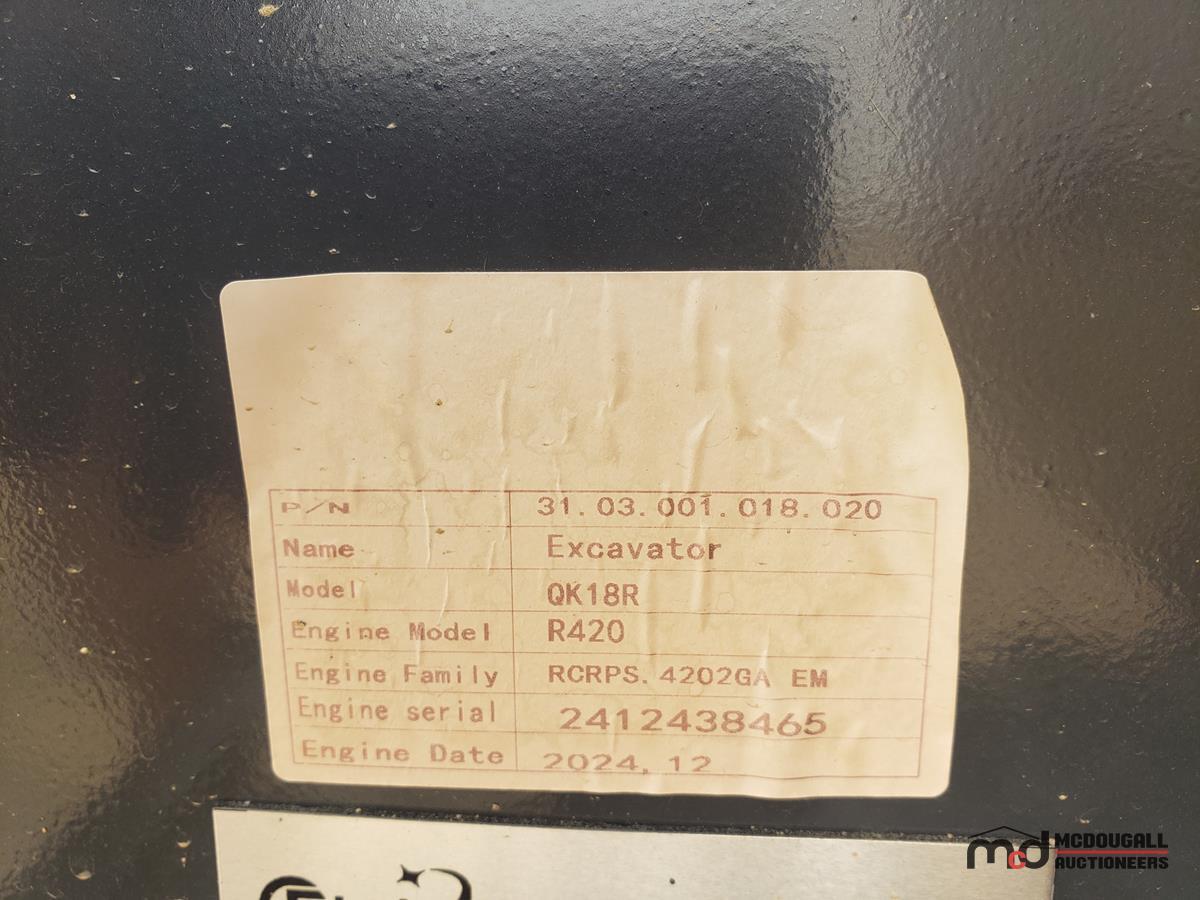 P/N 31.03.001.018.020
Name Excavator
Model QK18R
Engine Model R420
Engine Family RCRPS.4202GA EM
Engine serial 2412438465
Engine Date 2024,12
mcd MCDOUGALL
AUCTIONEERS